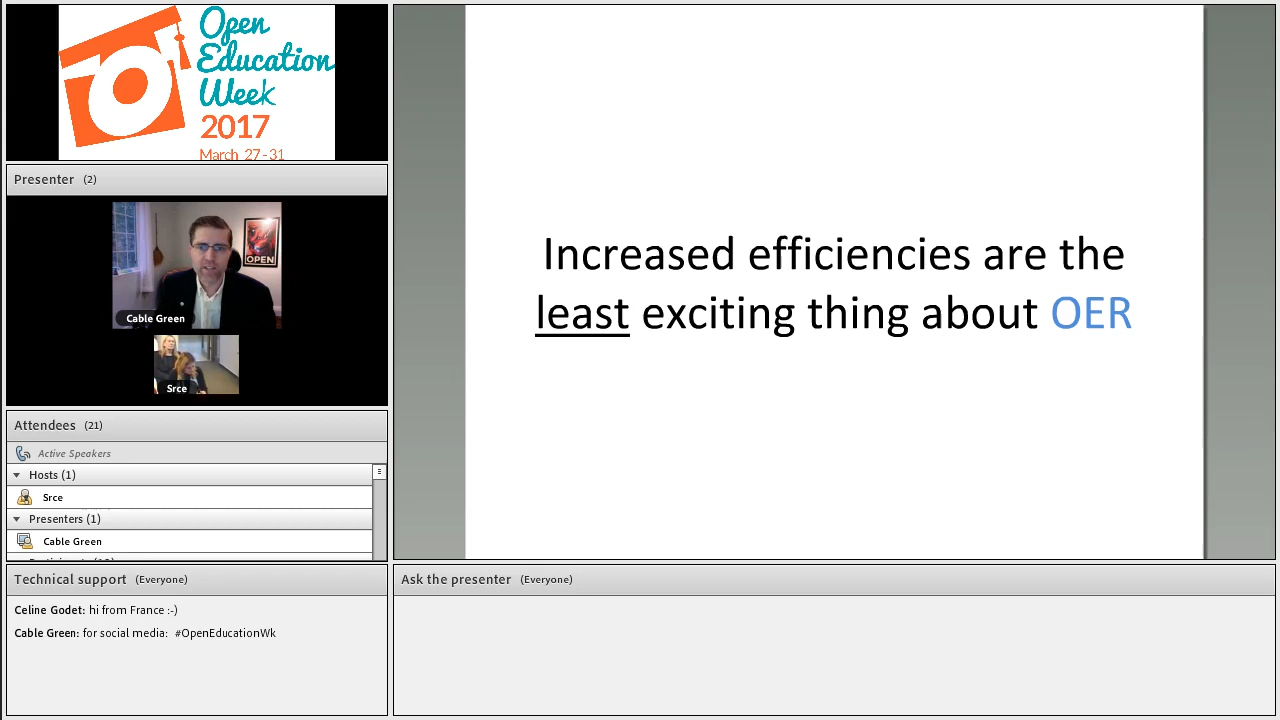 Open
Education
Week
2017
March 27-31
Presenter (2)
OPEN
Cable Green
Srce
Attendees (21)
Active Speakers
Hosts (1)
Srce
Presenters (1)
Cable Green
Technical support (Everyone)
Celine Godet: hi from France :-)
Cable Green: for social media: #OpenEducationWk
Increased efficiencies are the
least exciting thing about OER
Ask the presenter (Everyone)